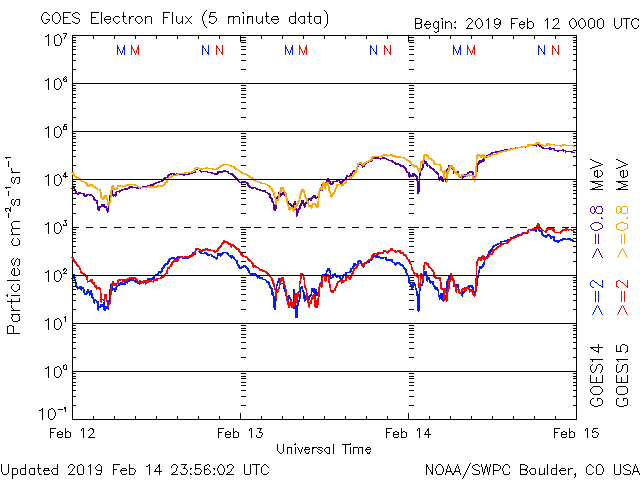 GOES Electron Flux (5 minute data)
Begin: 2019 Feb 12 0000 UTC
10⁷
M M N N M M N N M M N N
10⁶
10⁵
10⁴
10³
10²
10¹
10⁰
10⁻¹
Particles cm⁻²s⁻¹sr⁻¹
Feb 12 Feb 13 Feb 14 Feb 15
Universal Time
GOES14 >=2 >=0.8 MeV
GOES15 >=2 >=0.8 MeV
Updated 2019 Feb 14 23:56:02 UTC
NOAA/SWPC Boulder, CO USA